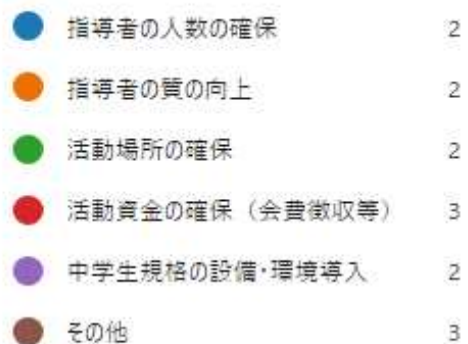 指導者の人数の確保 2
指導者の質の向上 2
活動場所の確保 2
活動資金の確保（会費徴収等） 3
中学生規格の設備・環境導入 2
その他 3